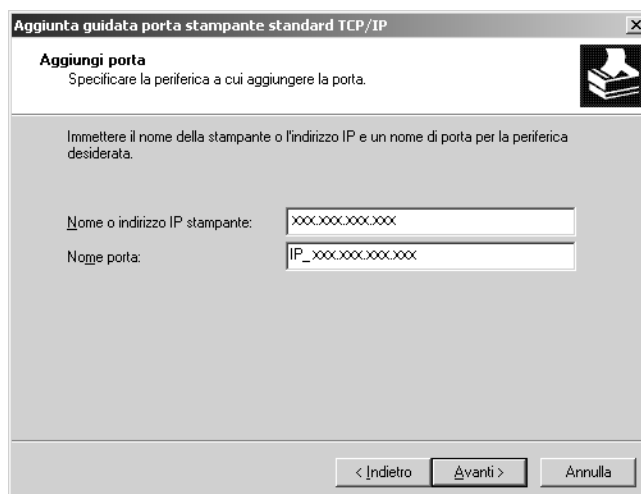 Aggiunta guidata porta stampante standard TCP/IP
Aggiungi porta
Specificare la periferica a cui aggiungere la porta.
Immettere il nome della stampante o l'indirizzo IP e un nome di porta per la periferica
desiderata.
Nome o indirizzo IP stampante: xxx.xxx.xxx.xxx
Nome porta: IP_xxx.xxx.xxx.xxx
< Indietro Avanti > Annulla